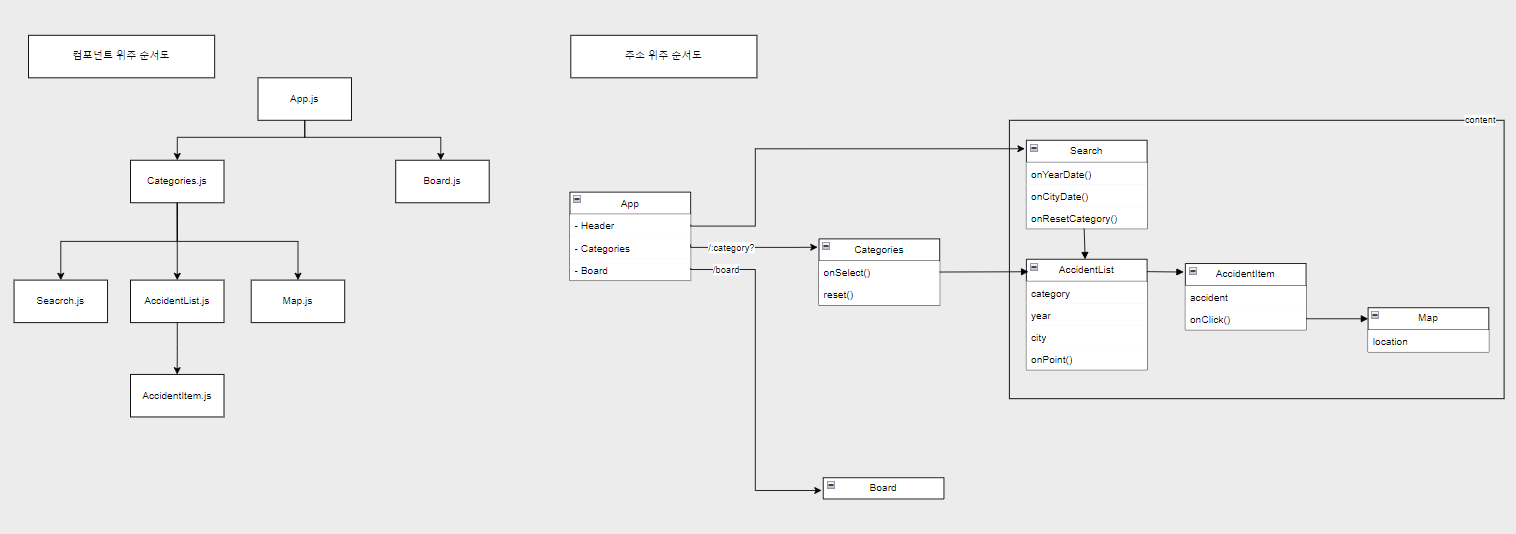 컴포넌트 위주 순서도
App.js
Categories.js
Board.js
Seacrch.js
AccidentList.js
Map.js
AccidentItem.js
주소 위주 순서도
App
- Header
- Categories
- Board
/:category?
/board
Categories
onSelect()
reset()
Board
content
Search
onYearDate()
onCityDate()
onResetCategory()
AccidentList
category
year
city
onPoint()
AccidentItem
accident
onClick()
Map
location